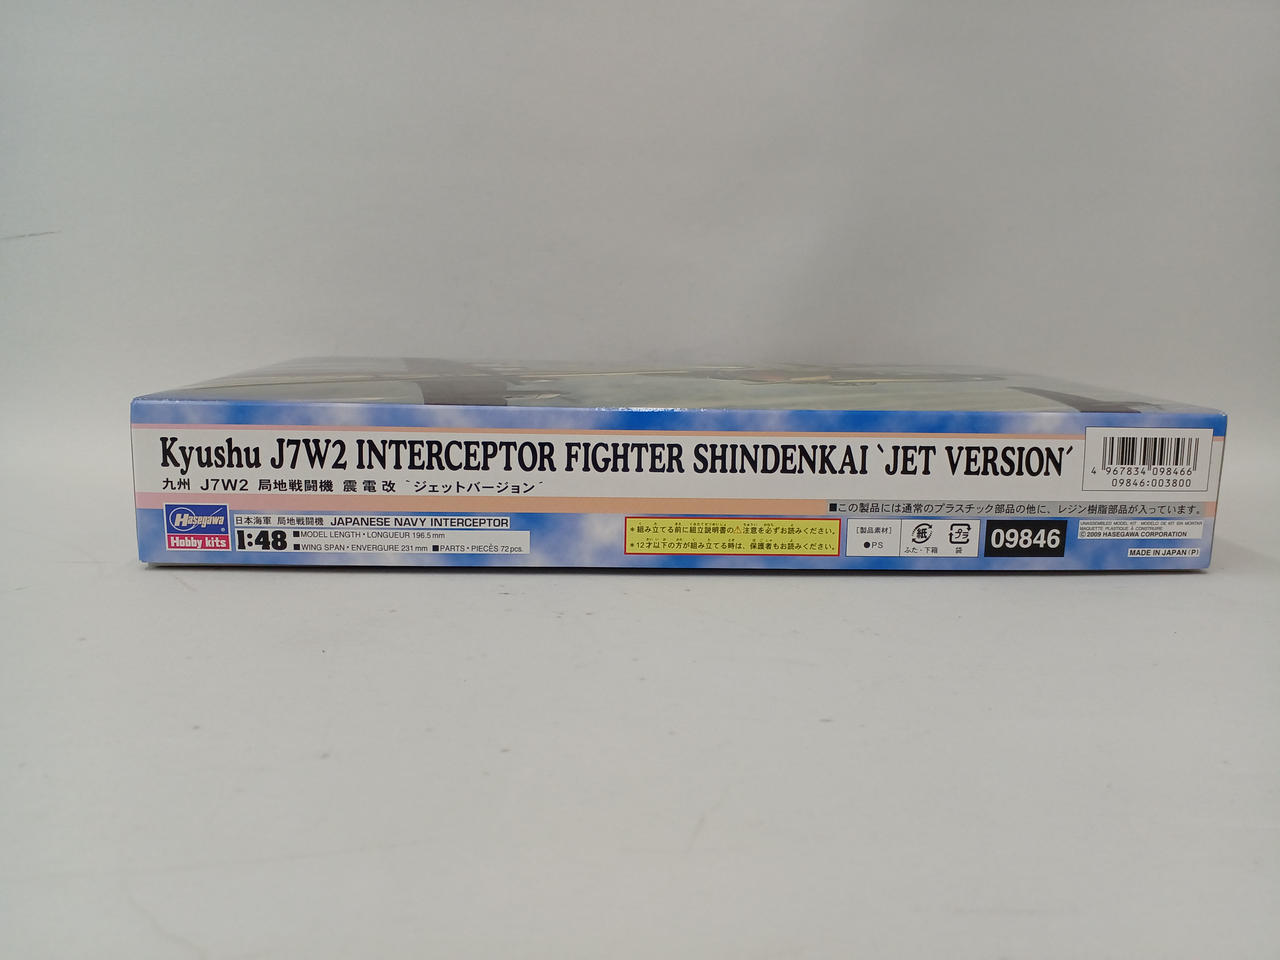 Kyushu J7W2 INTERCEPTOR FIGHTER SHINDENKAI `JET VERSION´
九州 J7W2 局地戦闘機 震電改 `ジェットバージョン´
4 967834 098466
09846:003800
■この製品には通常のプラスチック部品の他に、レジン樹脂部品が入っています。
Hasegawa
Hobby kits
日本海軍 局地戦闘機 JAPANESE NAVY INTERCEPTOR
1:48
■MODEL LENGTH・LONGUEUR 196.5 mm
■WING SPAN・ENVERGURE 231 mm ■PARTS・PIECÈS 72 pcs.
＊組み立てる前に組立説明書の⚠注意を必ずお読みください。
＊12才以下の方が組み立てる時は、保護者もお読みください。
【製品素材】
●PS
紙
ふた・下箱
プラ
袋
09846
UNASSEMBLED MODEL KIT MODELO DE KIT EN MONTAR
MAQUETTE PLASTIQUE À CONSTRUIRE
©2009 HASEGAWA CORPORATION
MADE IN JAPAN (P)